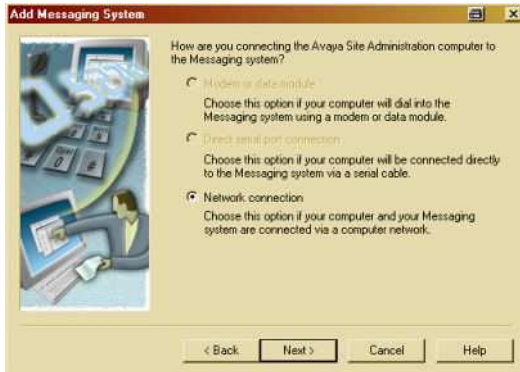 Add Messaging System
How are you connecting the Avaya Site Administration computer to
the Messaging system?
Modem or data module
Choose this option if your computer will dial into the
Messaging system using a modem or data module.
Direct serial port connection
Choose this option if your computer will be connected directly
to the Messaging system via a serial cable.
Network connection
Choose this option if your computer and your Messaging
system are connected via a computer network.
< Back
Next >
Cancel
Help